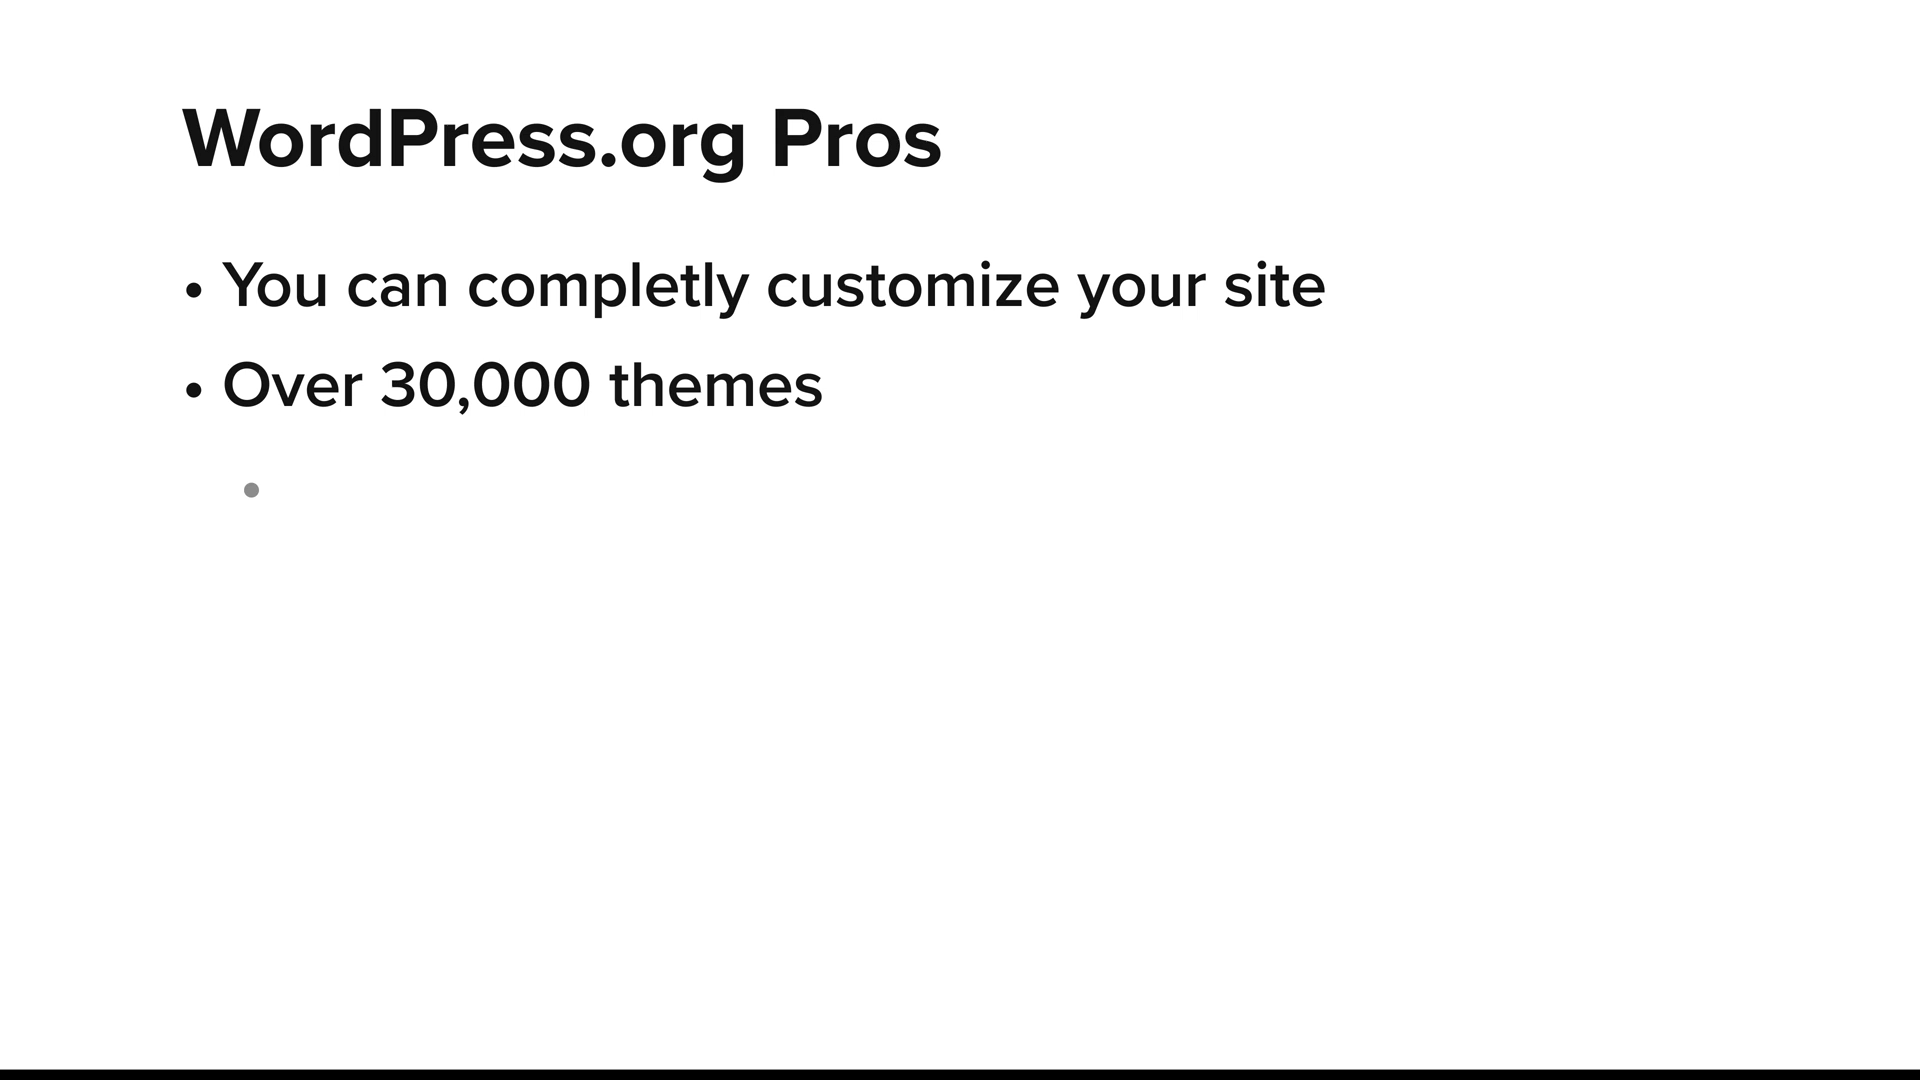 WordPress.org Pros
• You can completly customize your site
• Over 30,000 themes
•